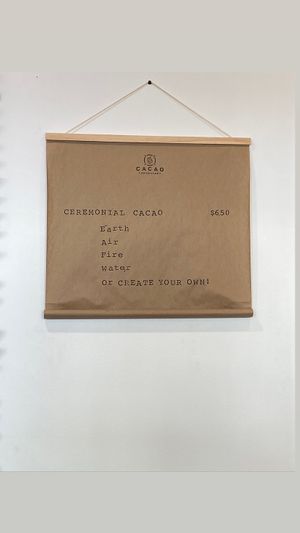 CACAO
CEREMONIAL CACAO $650
Earth
Air
Fire
Water
Or CREATE YOUR OWN!